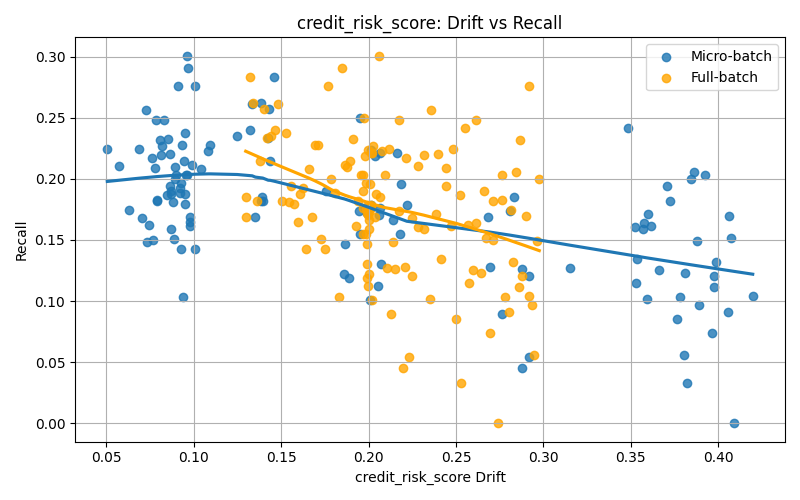 credit_risk_score: Drift vs Recall
Micro-batch
Full-batch
Recall
0.30
0.25
0.20
0.15
0.10
0.05
0.00
0.05 0.10 0.15 0.20 0.25 0.30 0.35 0.40
credit_risk_score Drift